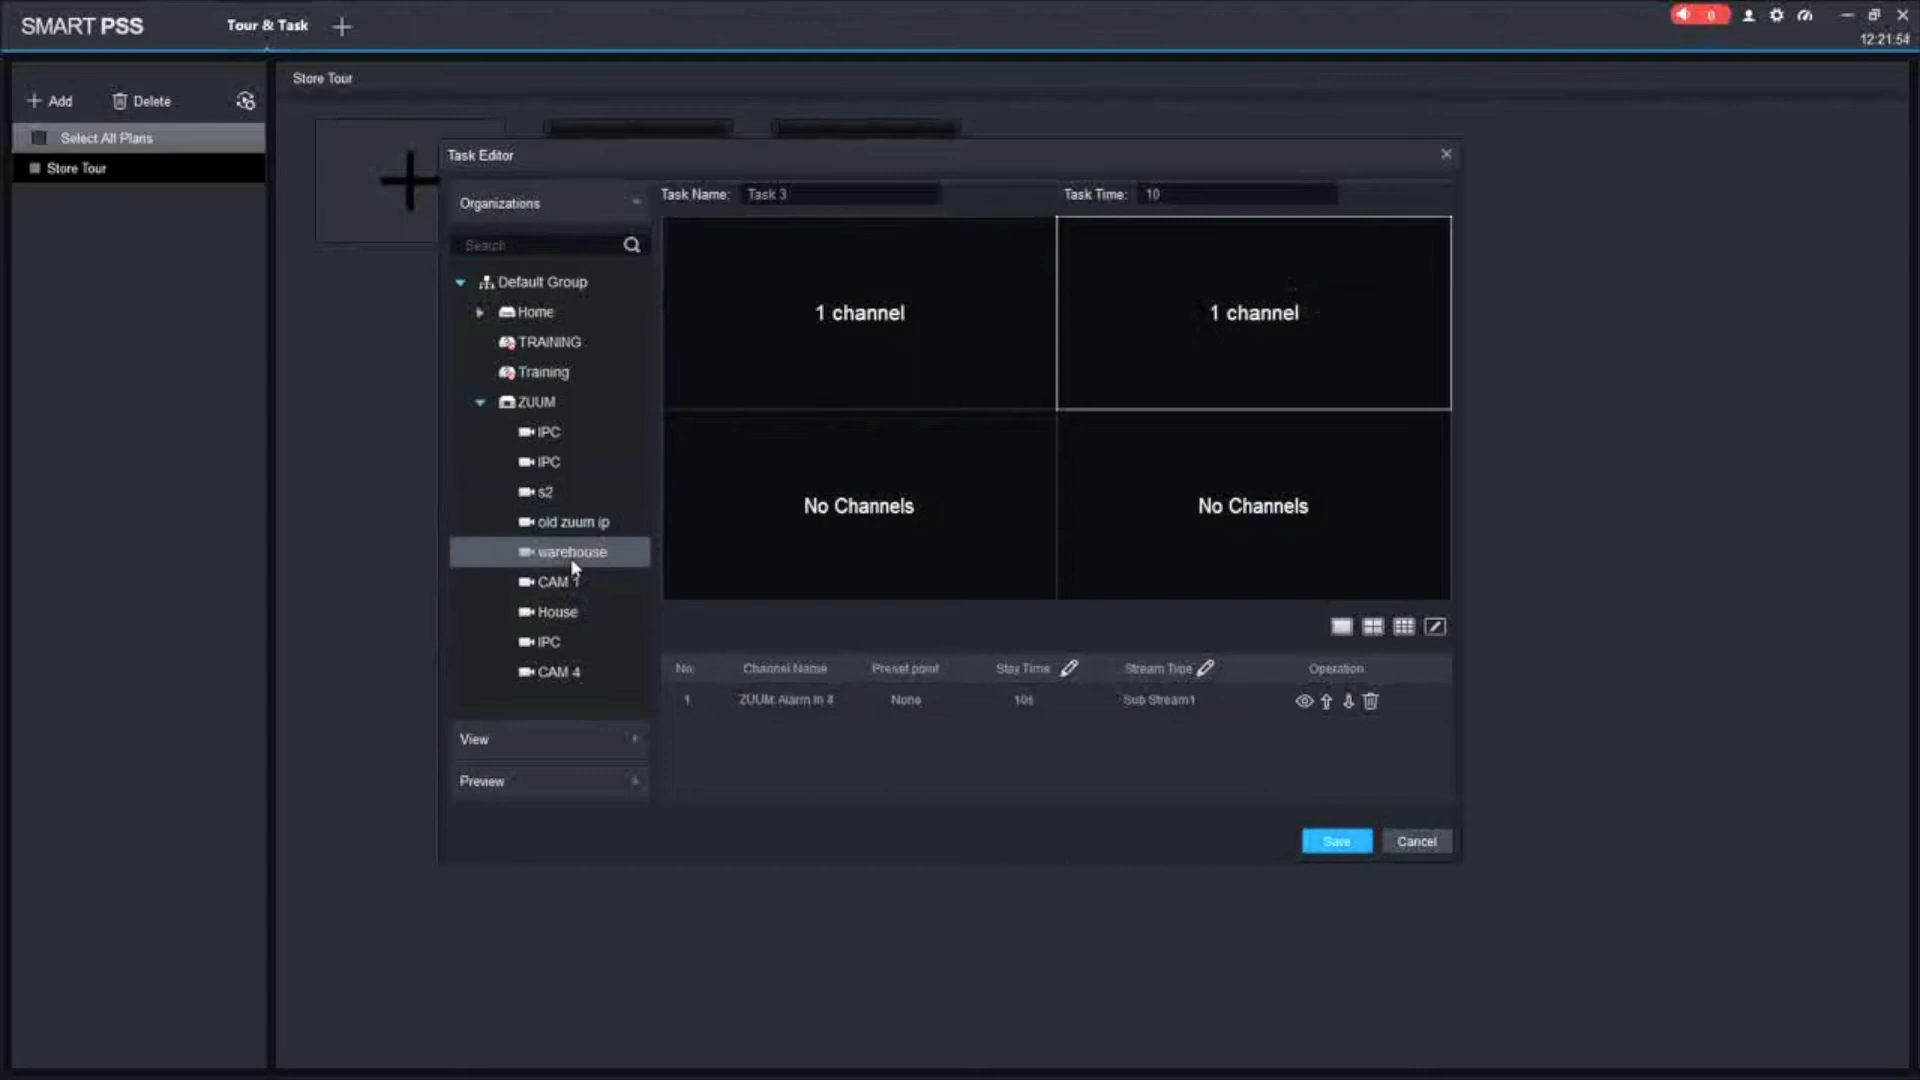 SMART PSS
Tour & Task
0
12:21:54
Add
Delete
Store Tour
Select All Plans
Store Tour
Task Editor
Organizations
Task Name:
Task 3
Task Time:
10
Search
Default Group
Home
TRAINING
Training
ZUUM
IPC
IPC
s2
old zuum ip
warehouse
CAM 1
House
IPC
CAM 4
1 channel
1 channel
No Channels
No Channels
No.
Channel Name
Preset point
Stay Time
Stream Type
Operation
1
ZUUM: Alarm In 4
None
10s
Sub Stream1
View
Preview
Save
Cancel